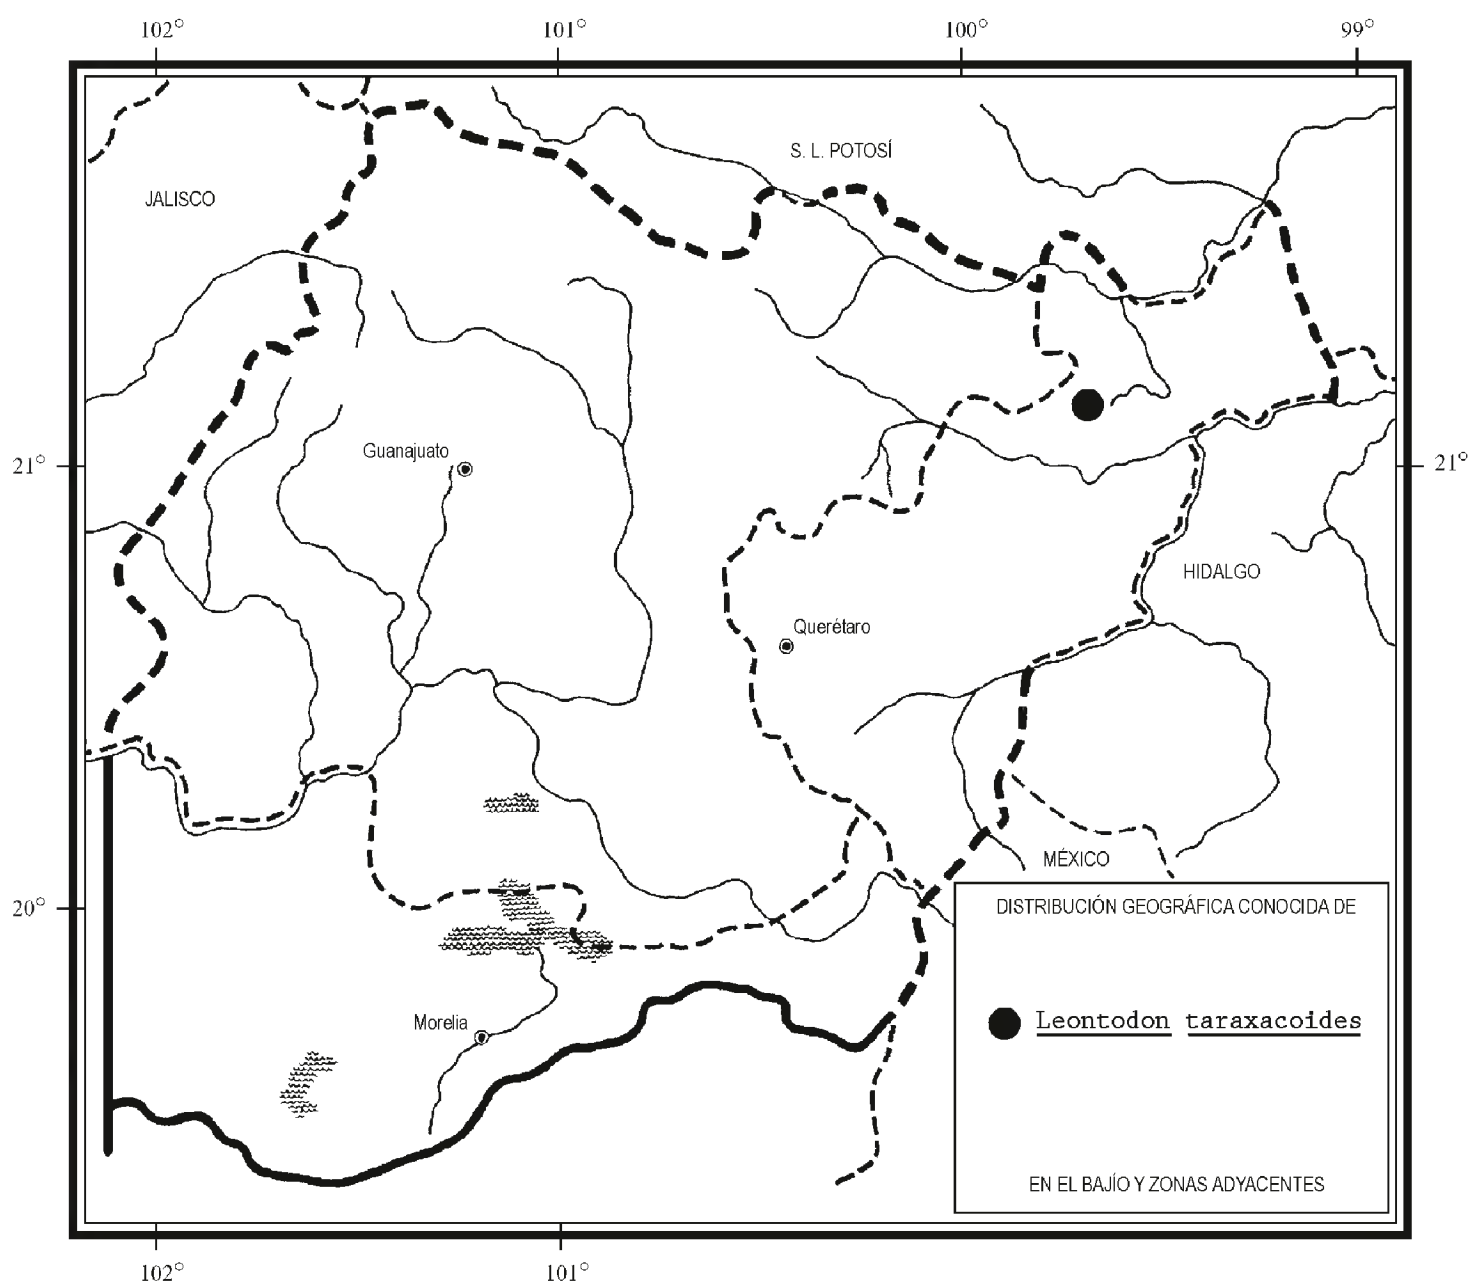 102° 101° 100° 99°
S. L. POTOSÍ
JALISCO
Guanajuato
21° 21°
HIDALGO
Querétaro
MÉXICO
20°
DISTRIBUCIÓN GEOGRÁFICA CONOCIDA DE
Leontodon taraxacoides
Morelia
EN EL BAJÍO Y ZONAS ADYACENTES
102° 101°